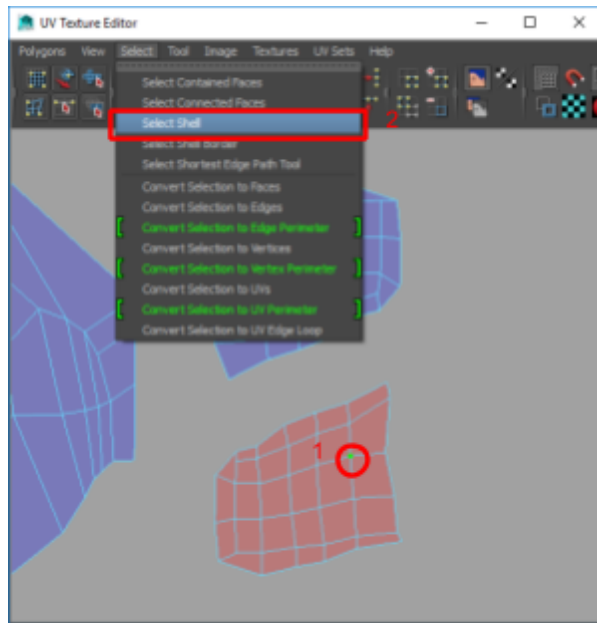 UV Texture Editor
Polygons View Select Tool Image Textures UV Sets Help
Select Contained Faces
Select Connected Faces
Select Shell
2
Select Shell Border
Select Shortest Edge Path Tool
Convert Selection to Faces
Convert Selection to Edges
[ Convert Selection to Edge Perimeter ]
Convert Selection to Vertices
[ Convert Selection to Vertex Perimeter ]
Convert Selection to UVs
[ Convert Selection to UV Perimeter ]
Convert Selection to UV Edge Loop
1